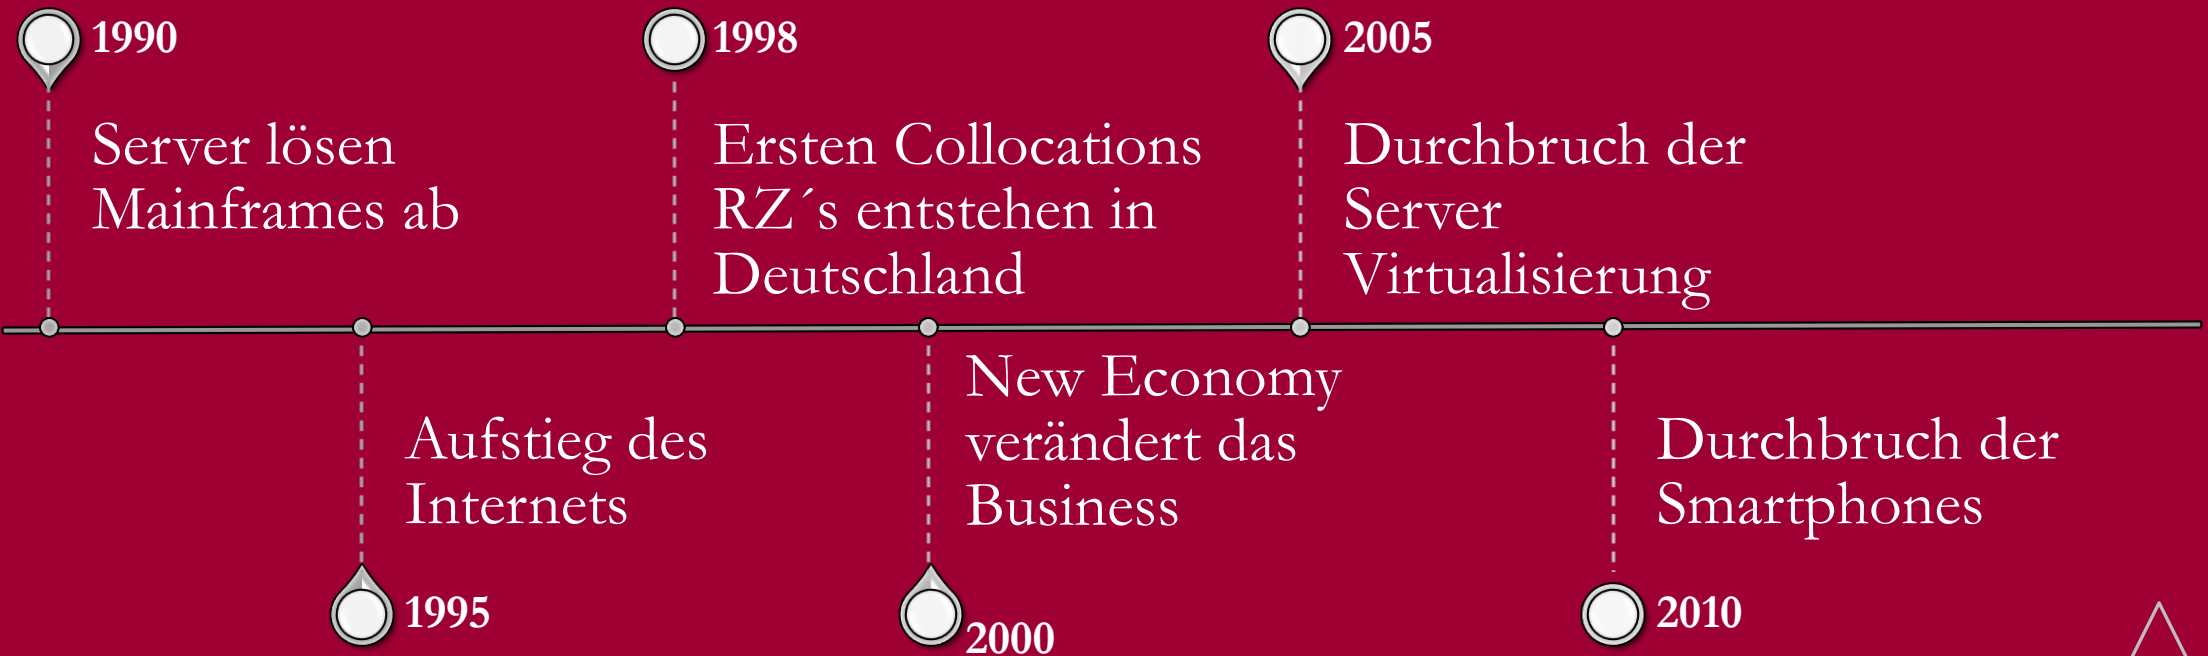 1990
Server lösen
Mainframes ab
1995
Aufstieg des
Internets
1998
Ersten Collocations
RZ´s entstehen in
Deutschland
2000
New Economy
verändert das
Business
2005
Durchbruch der
Server
Virtualisierung
2010
Durchbruch der
Smartphones